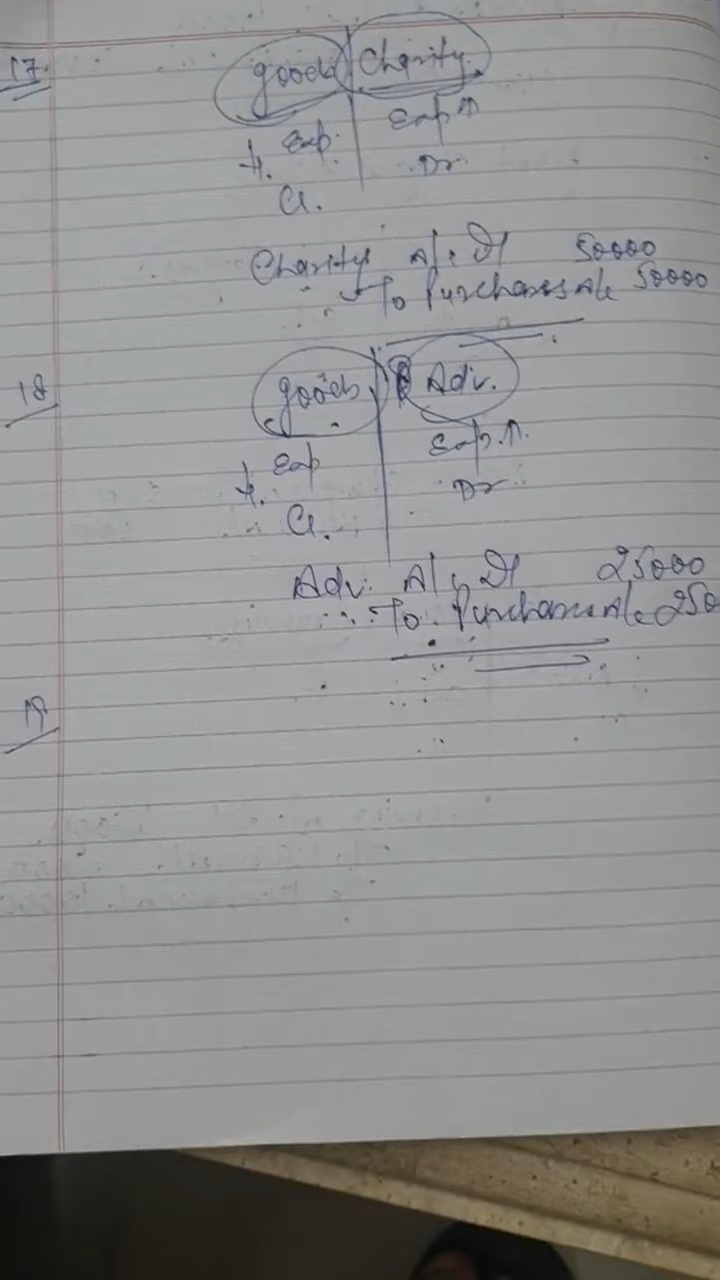 17.
goods | Charity
↓. Exp. | Exp ↑
Cr. | Dr
Charity A/c Dr 50000
To Purchases A/c 50000
18
goods | Adv.
↓. Exp | Exp. ↑.
Cr. | Dr.
Adv. A/c Dr 25000
To Purchases A/c 250
19